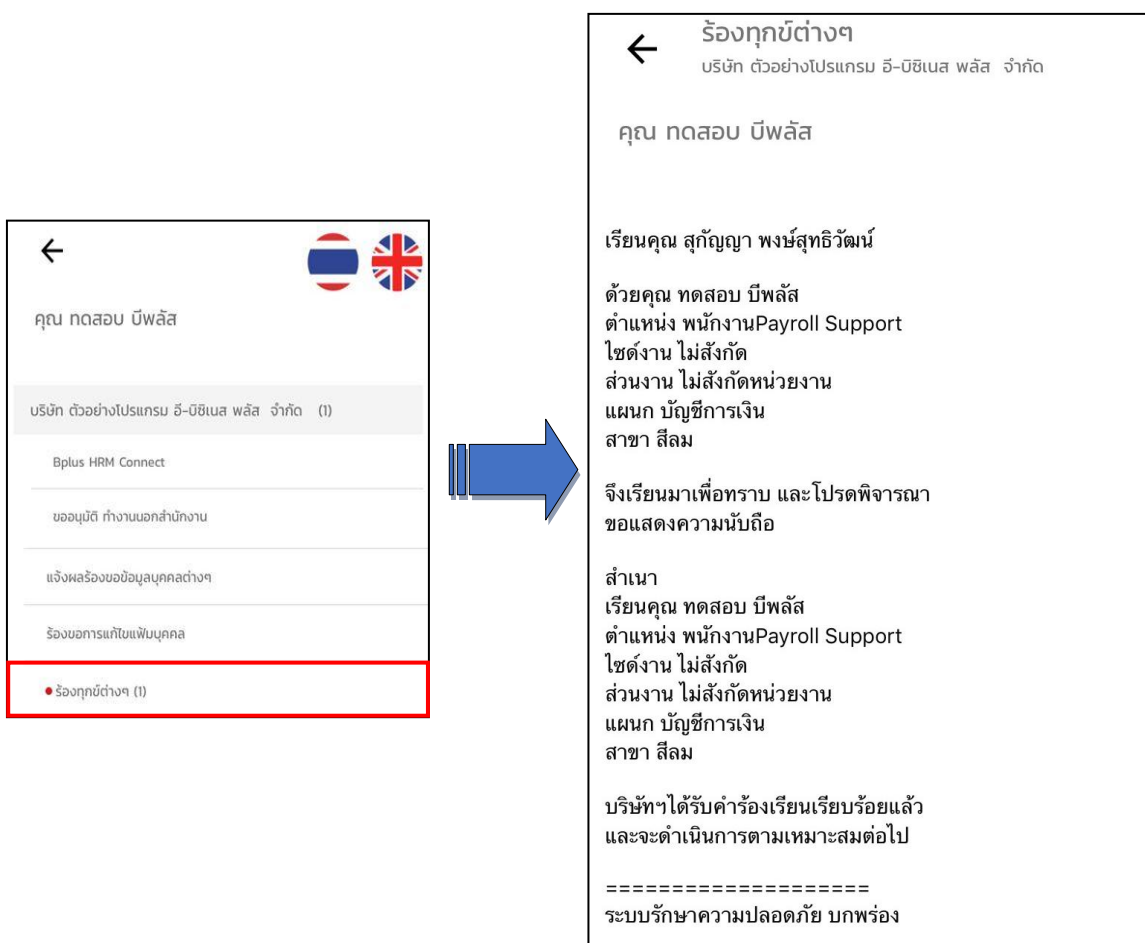 คุณ ทดสอบ บีพลัส
บริษัท ตัวอย่างโปรแกรม อี-บิซิเนส พลัส จำกัด (1)
Bplus HRM Connect
ขออนุมัติ ทำงานนอกสำนักงาน
แจ้งผลร้องขอข้อมูลบุคคลต่างๆ
ร้องขอการแก้ไขแฟ้มบุคคล
ร้องทุกข์ต่างๆ (1)
ร้องทุกข์ต่างๆ
บริษัท ตัวอย่างโปรแกรม อี-บิซิเนส พลัส จำกัด
คุณ ทดสอบ บีพลัส
เรียนคุณ สุกัญญา พงษ์สุทธิวัฒน์
ด้วยคุณ ทดสอบ บีพลัส
ตำแหน่ง พนักงานPayroll Support
ไซด์งาน ไม่สังกัด
ส่วนงาน ไม่สังกัดหน่วยงาน
แผนก บัญชีการเงิน
สาขา สีลม
จึงเรียนมาเพื่อทราบ และโปรดพิจารณา
ขอแสดงความนับถือ
สำเนา
เรียนคุณ ทดสอบ บีพลัส
ตำแหน่ง พนักงานPayroll Support
ไซด์งาน ไม่สังกัด
ส่วนงาน ไม่สังกัดหน่วยงาน
แผนก บัญชีการเงิน
สาขา สีลม
บริษัทฯได้รับคำร้องเรียนเรียบร้อยแล้ว
และจะดำเนินการตามเหมาะสมต่อไป
====================
ระบบรักษาความปลอดภัย บกพร่อง